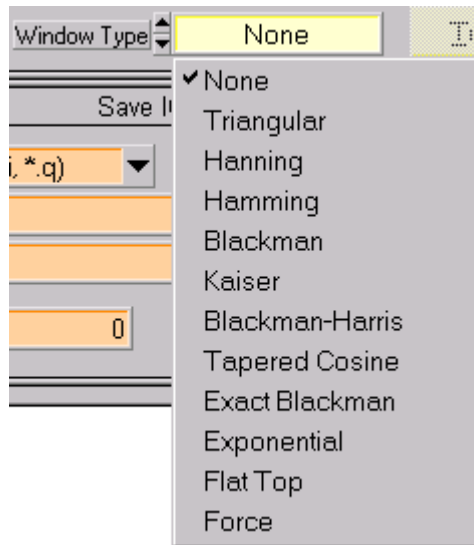 Window Type
None
None
Triangular
Save
Hanning
i, *.q)
Hamming
Blackman
Kaiser
Blackman-Harris
0
Tapered Cosine
Exact Blackman
Exponential
Flat Top
Force